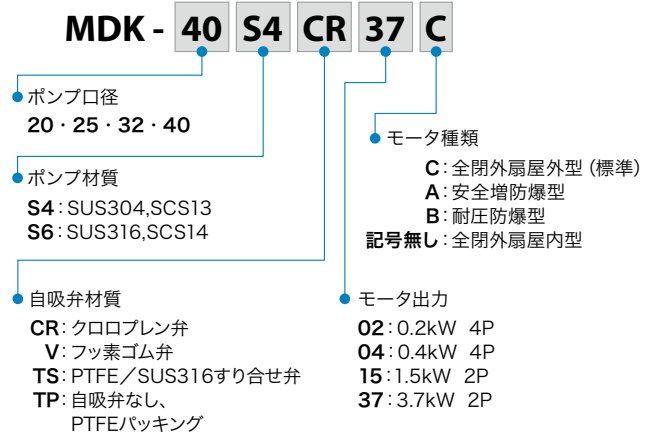 MDK - 40 S4 CR 37 C
ポンプ口径
20・25・32・40
ポンプ材質
S4：SUS304,SCS13
S6：SUS316,SCS14
自吸弁材質
CR：クロロプレン弁
V：フッ素ゴム弁
TS：PTFE／SUS316すり合せ弁
TP：自吸弁なし、
PTFEパッキング
モータ種類
C：全閉外扇屋外型（標準）
A：安全増防爆型
B：耐圧防爆型
記号無し：全閉外扇屋内型
モータ出力
02：0.2kW 4P
04：0.4kW 4P
15：1.5kW 2P
37：3.7kW 2P